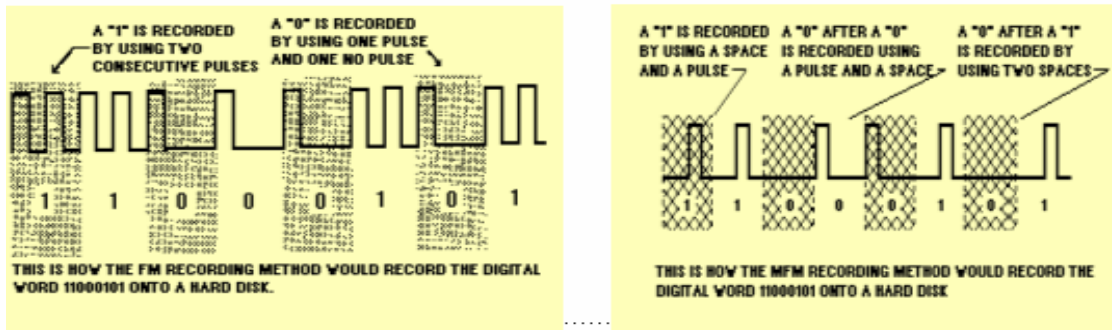 A "1" IS RECORDED
BY USING TWO
CONSECUTIVE PULSES
A "0" IS RECORDED
BY USING ONE PULSE
AND ONE NO PULSE
1 1 0 0 0 1 0 1
THIS IS HOW THE FM RECORDING METHOD WOULD RECORD THE DIGITAL
WORD 11000101 ONTO A HARD DISK.
......
A "1" IS RECORDED
BY USING A SPACE
AND A PULSE
A "0" AFTER A "0"
IS RECORDED USING
A PULSE AND A SPACE
A "0" AFTER A "1"
IS RECORDED BY
USING TWO SPACES
1 1 0 0 0 1 0 1
THIS IS HOW THE MFM RECORDING METHOD WOULD RECORD THE
DIGITAL WORD 11000101 ONTO A HARD DISK